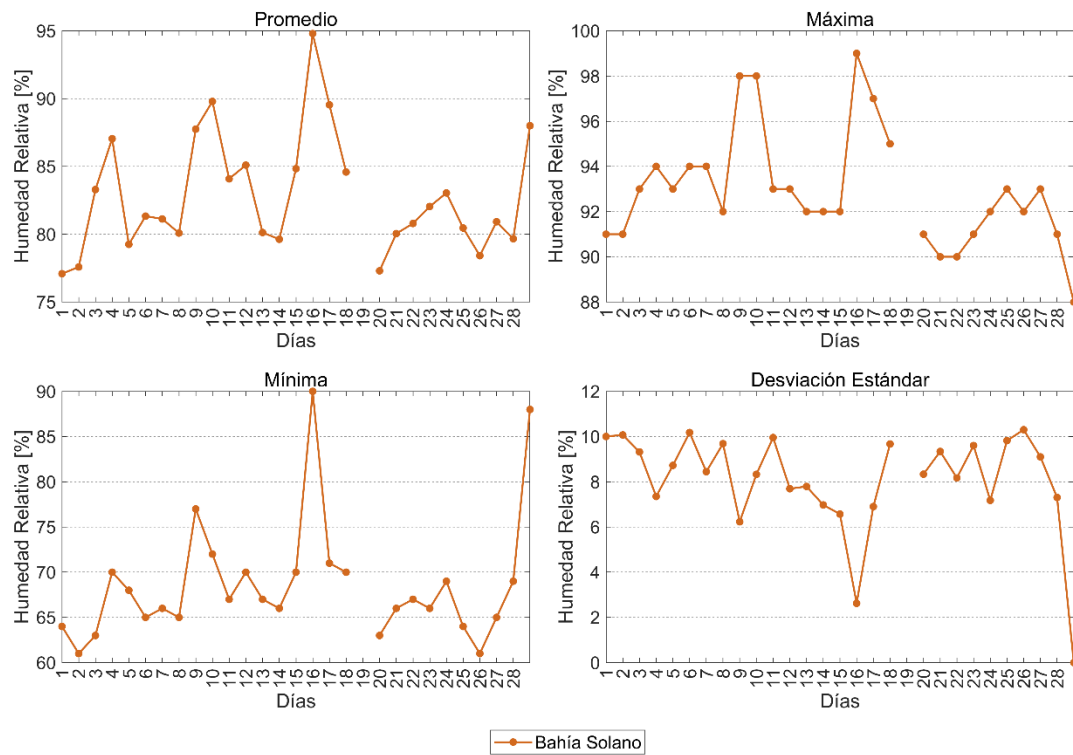 Promedio
Humedad Relativa [%]
95
90
85
80
75
1 2 3 4 5 6 7 8 9 10 11 12 13 14 15 16 17 18 19 20 21 22 23 24 25 26 27 28
Días
Máxima
Humedad Relativa [%]
100
98
96
94
92
90
88
1 2 3 4 5 6 7 8 9 10 11 12 13 14 15 16 17 18 19 20 21 22 23 24 25 26 27 28
Días
Mínima
Humedad Relativa [%]
90
85
80
75
70
65
60
1 2 3 4 5 6 7 8 9 10 11 12 13 14 15 16 17 18 19 20 21 22 23 24 25 26 27 28
Días
Desviación Estándar
Humedad Relativa [%]
12
10
8
6
4
2
0
1 2 3 4 5 6 7 8 9 10 11 12 13 14 15 16 17 18 19 20 21 22 23 24 25 26 27 28
Días
Bahía Solano